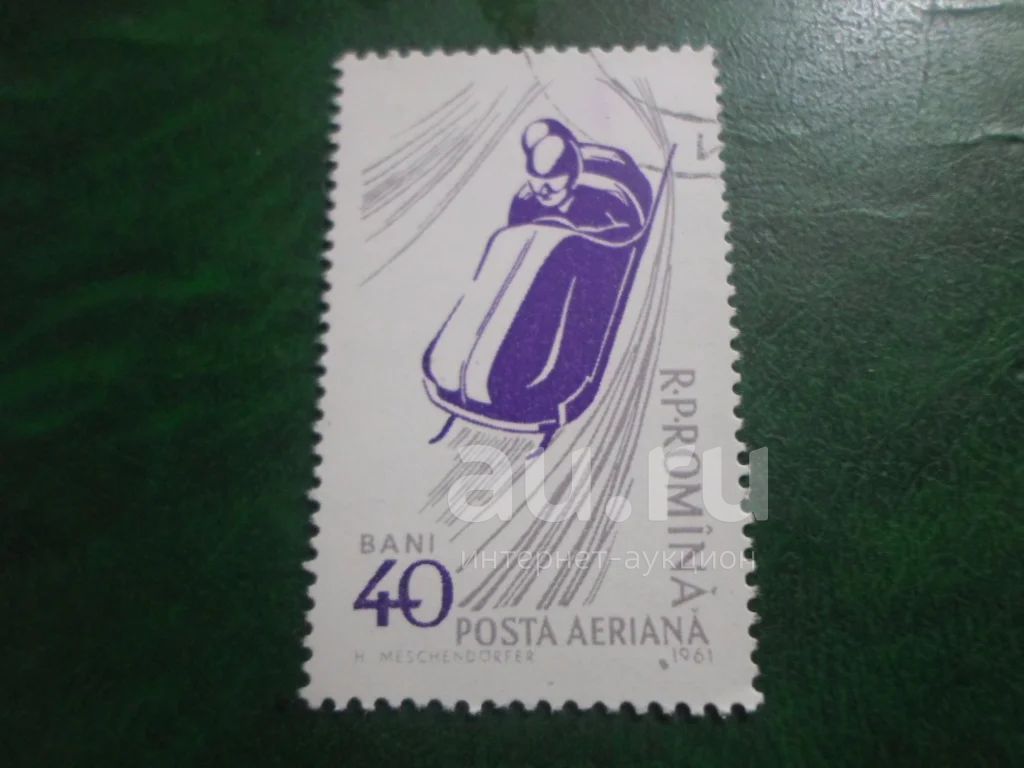 R.P.ROMÎNĂ
au.ru
интернет-аукцион
BANI
40
POSTA AERIANĂ
H. MESCHENDÖRFER
1961